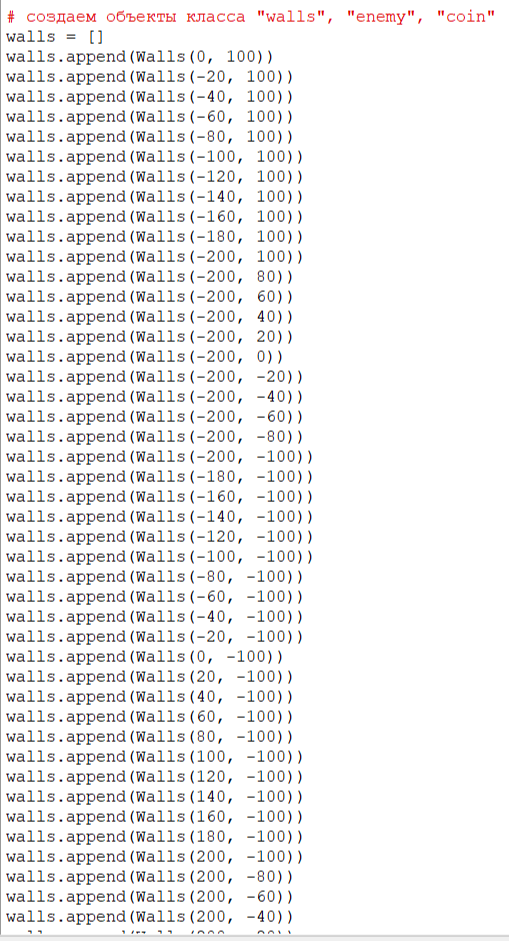 # создаем объекты класса "walls", "enemy", "coin"
walls = []
walls.append(Walls(0, 100))
walls.append(Walls(-20, 100))
walls.append(Walls(-40, 100))
walls.append(Walls(-60, 100))
walls.append(Walls(-80, 100))
walls.append(Walls(-100, 100))
walls.append(Walls(-120, 100))
walls.append(Walls(-140, 100))
walls.append(Walls(-160, 100))
walls.append(Walls(-180, 100))
walls.append(Walls(-200, 100))
walls.append(Walls(-200, 80))
walls.append(Walls(-200, 60))
walls.append(Walls(-200, 40))
walls.append(Walls(-200, 20))
walls.append(Walls(-200, 0))
walls.append(Walls(-200, -20))
walls.append(Walls(-200, -40))
walls.append(Walls(-200, -60))
walls.append(Walls(-200, -80))
walls.append(Walls(-200, -100))
walls.append(Walls(-180, -100))
walls.append(Walls(-160, -100))
walls.append(Walls(-140, -100))
walls.append(Walls(-120, -100))
walls.append(Walls(-100, -100))
walls.append(Walls(-80, -100))
walls.append(Walls(-60, -100))
walls.append(Walls(-40, -100))
walls.append(Walls(-20, -100))
walls.append(Walls(0, -100))
walls.append(Walls(20, -100))
walls.append(Walls(40, -100))
walls.append(Walls(60, -100))
walls.append(Walls(80, -100))
walls.append(Walls(100, -100))
walls.append(Walls(120, -100))
walls.append(Walls(140, -100))
walls.append(Walls(160, -100))
walls.append(Walls(180, -100))
walls.append(Walls(200, -100))
walls.append(Walls(200, -80))
walls.append(Walls(200, -60))
walls.append(Walls(200, -40))